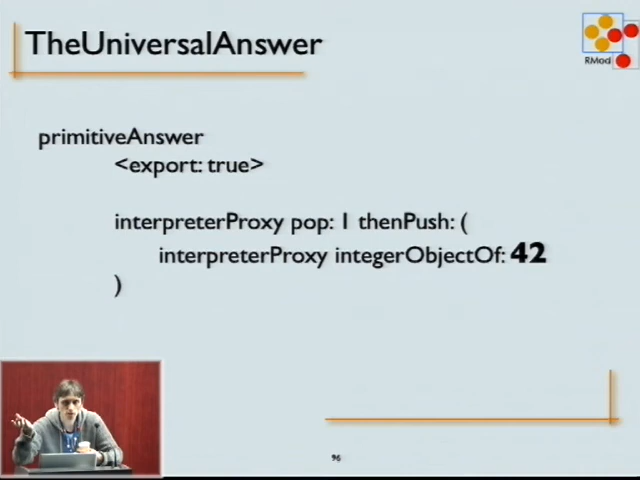 TheUniversalAnswer
RMod
primitiveAnswer
<export: true>
interpreterProxy pop: 1 thenPush: (
interpreterProxy integerObjectOf: 42
)
96